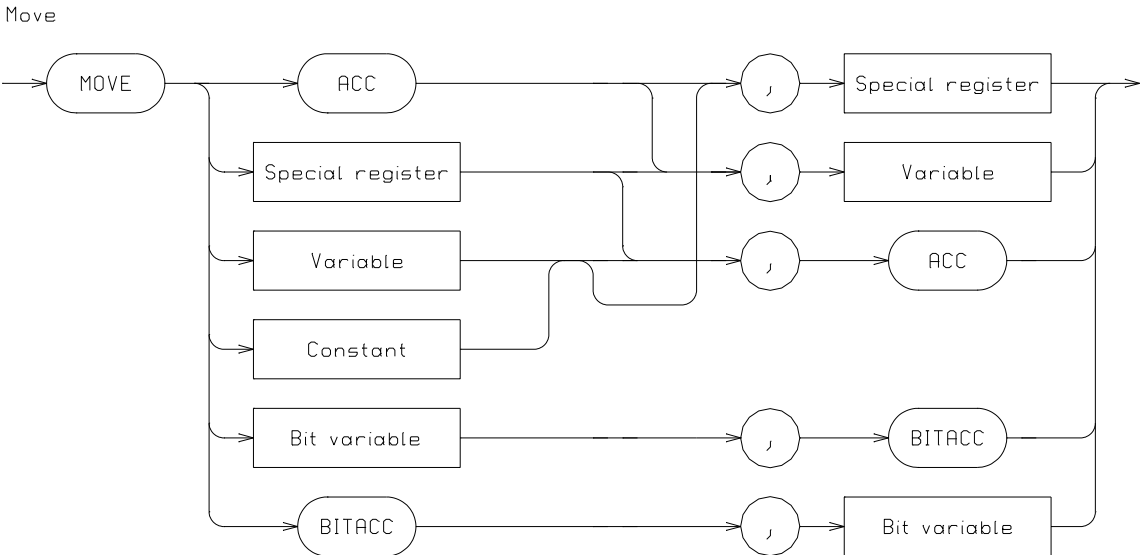 Move
MOVE ACC , Special register
Special register , Variable
Variable , ACC
Constant
Bit variable , BITACC
BITACC , Bit variable